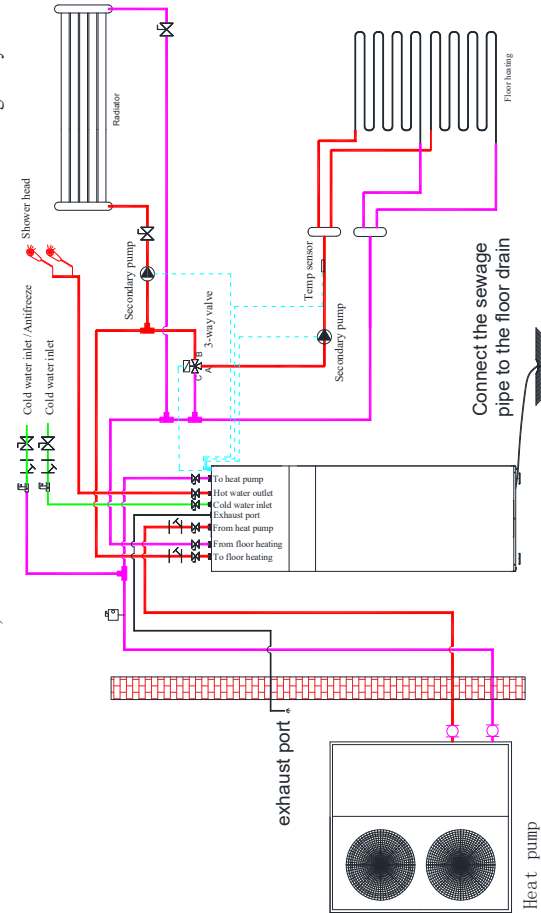 Radiator
Shower head
Cold water inlet/Antifreeze
Cold water inlet
Secondary pump
3-way valve
B
A
C
Temp sensor
Secondary pump
Floor heating
Connect the sewage
pipe to the floor drain
To heat pump
Hot water outlet
Cold water inlet
Exhaust port
From heat pump
From floor heating
To floor heating
exhaust port
Heat pump